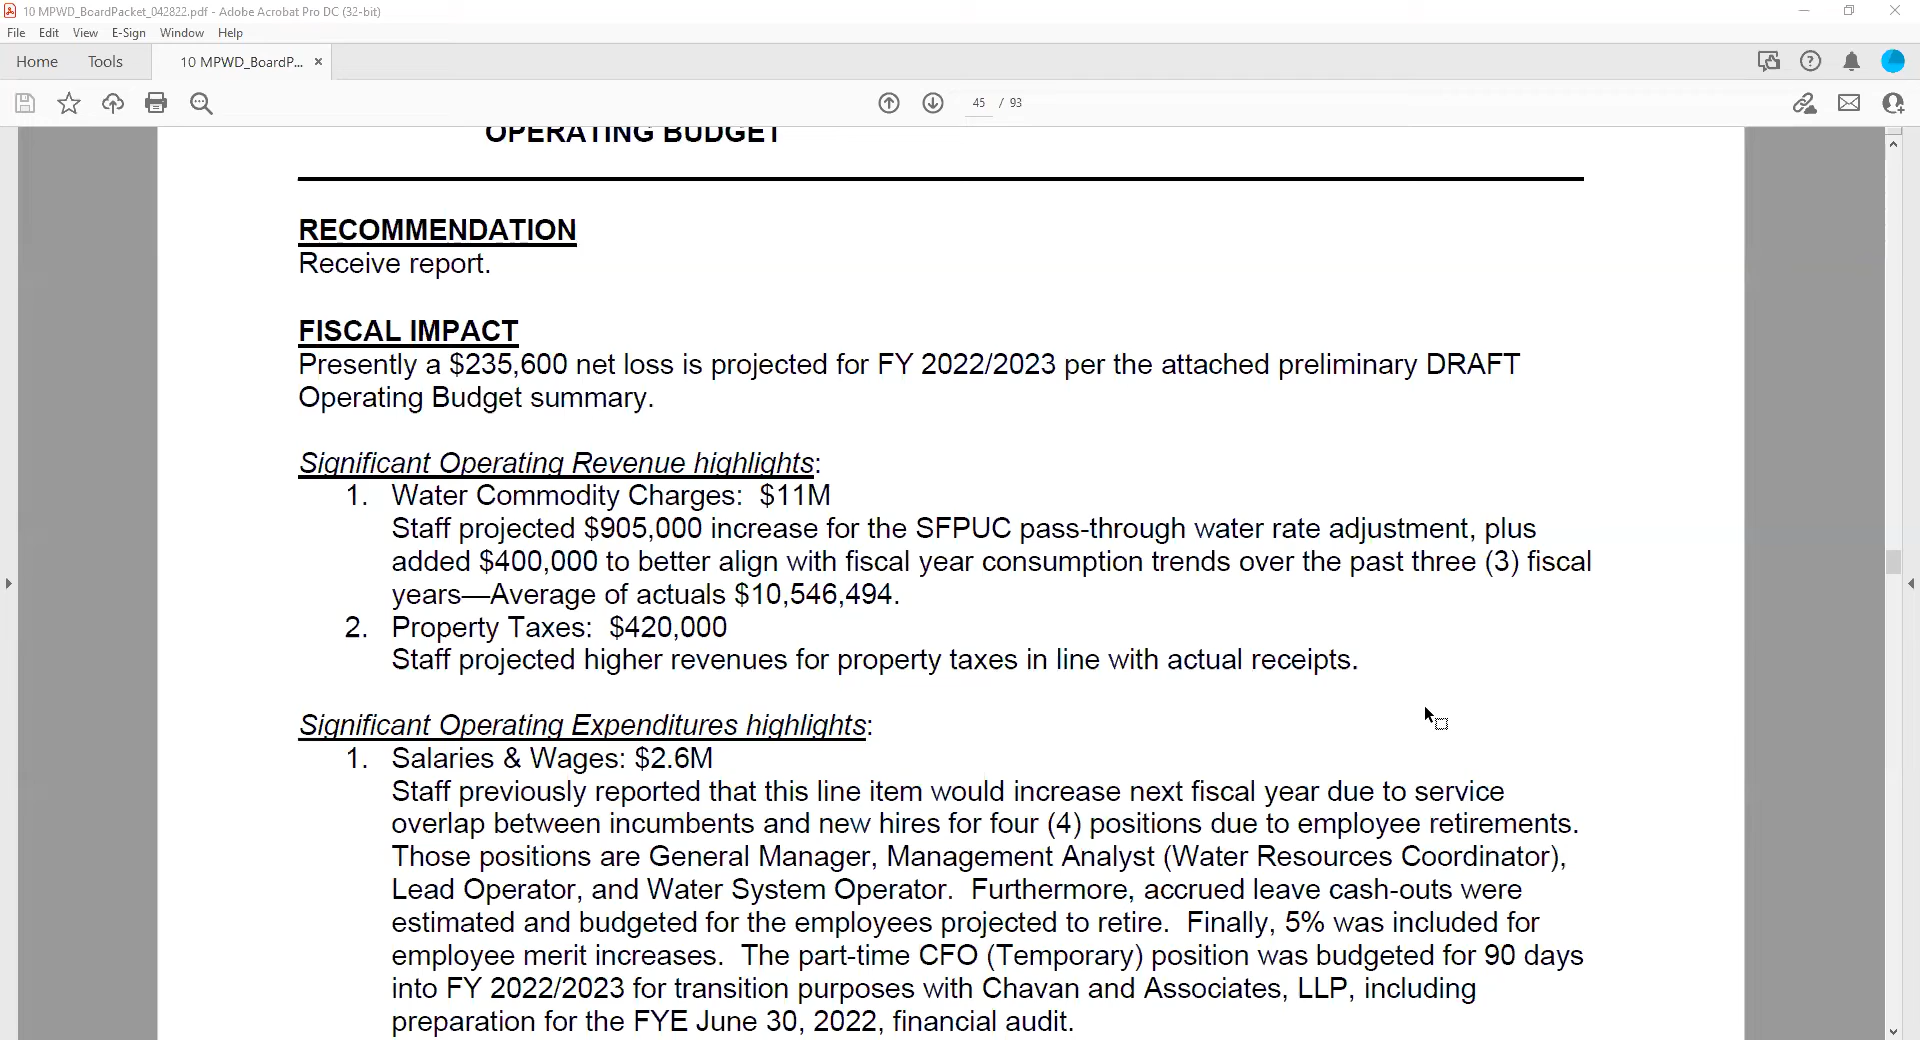 10 MPWD_BoardPacket_042822.pdf - Adobe Acrobat Pro DC (32-bit)
File Edit View E-Sign Window Help
Home Tools 10 MPWD_BoardP... ×
45 / 93
OPERATING BUDGET
RECOMMENDATION
Receive report.
FISCAL IMPACT
Presently a $235,600 net loss is projected for FY 2022/2023 per the attached preliminary DRAFT
Operating Budget summary.
Significant Operating Revenue highlights:
1. Water Commodity Charges: $11M
Staff projected $905,000 increase for the SFPUC pass-through water rate adjustment, plus
added $400,000 to better align with fiscal year consumption trends over the past three (3) fiscal
years—Average of actuals $10,546,494.
2. Property Taxes: $420,000
Staff projected higher revenues for property taxes in line with actual receipts.
Significant Operating Expenditures highlights:
1. Salaries & Wages: $2.6M
Staff previously reported that this line item would increase next fiscal year due to service
overlap between incumbents and new hires for four (4) positions due to employee retirements.
Those positions are General Manager, Management Analyst (Water Resources Coordinator),
Lead Operator, and Water System Operator. Furthermore, accrued leave cash-outs were
estimated and budgeted for the employees projected to retire. Finally, 5% was included for
employee merit increases. The part-time CFO (Temporary) position was budgeted for 90 days
into FY 2022/2023 for transition purposes with Chavan and Associates, LLP, including
preparation for the FYE June 30, 2022, financial audit.